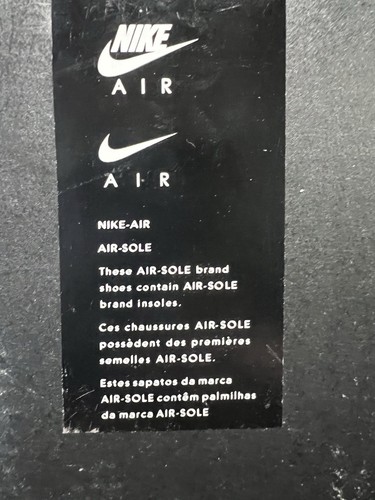 NIKE
AIR
AIR
NIKE-AIR
AIR-SOLE
These AIR-SOLE brand
shoes contain AIR-SOLE
brand insoles.
Ces chaussures AIR-SOLE
possèdent des premières
semelles AIR-SOLE.
Estes sapatos da marca
AIR-SOLE contêm palmilhas
da marca AIR-SOLE